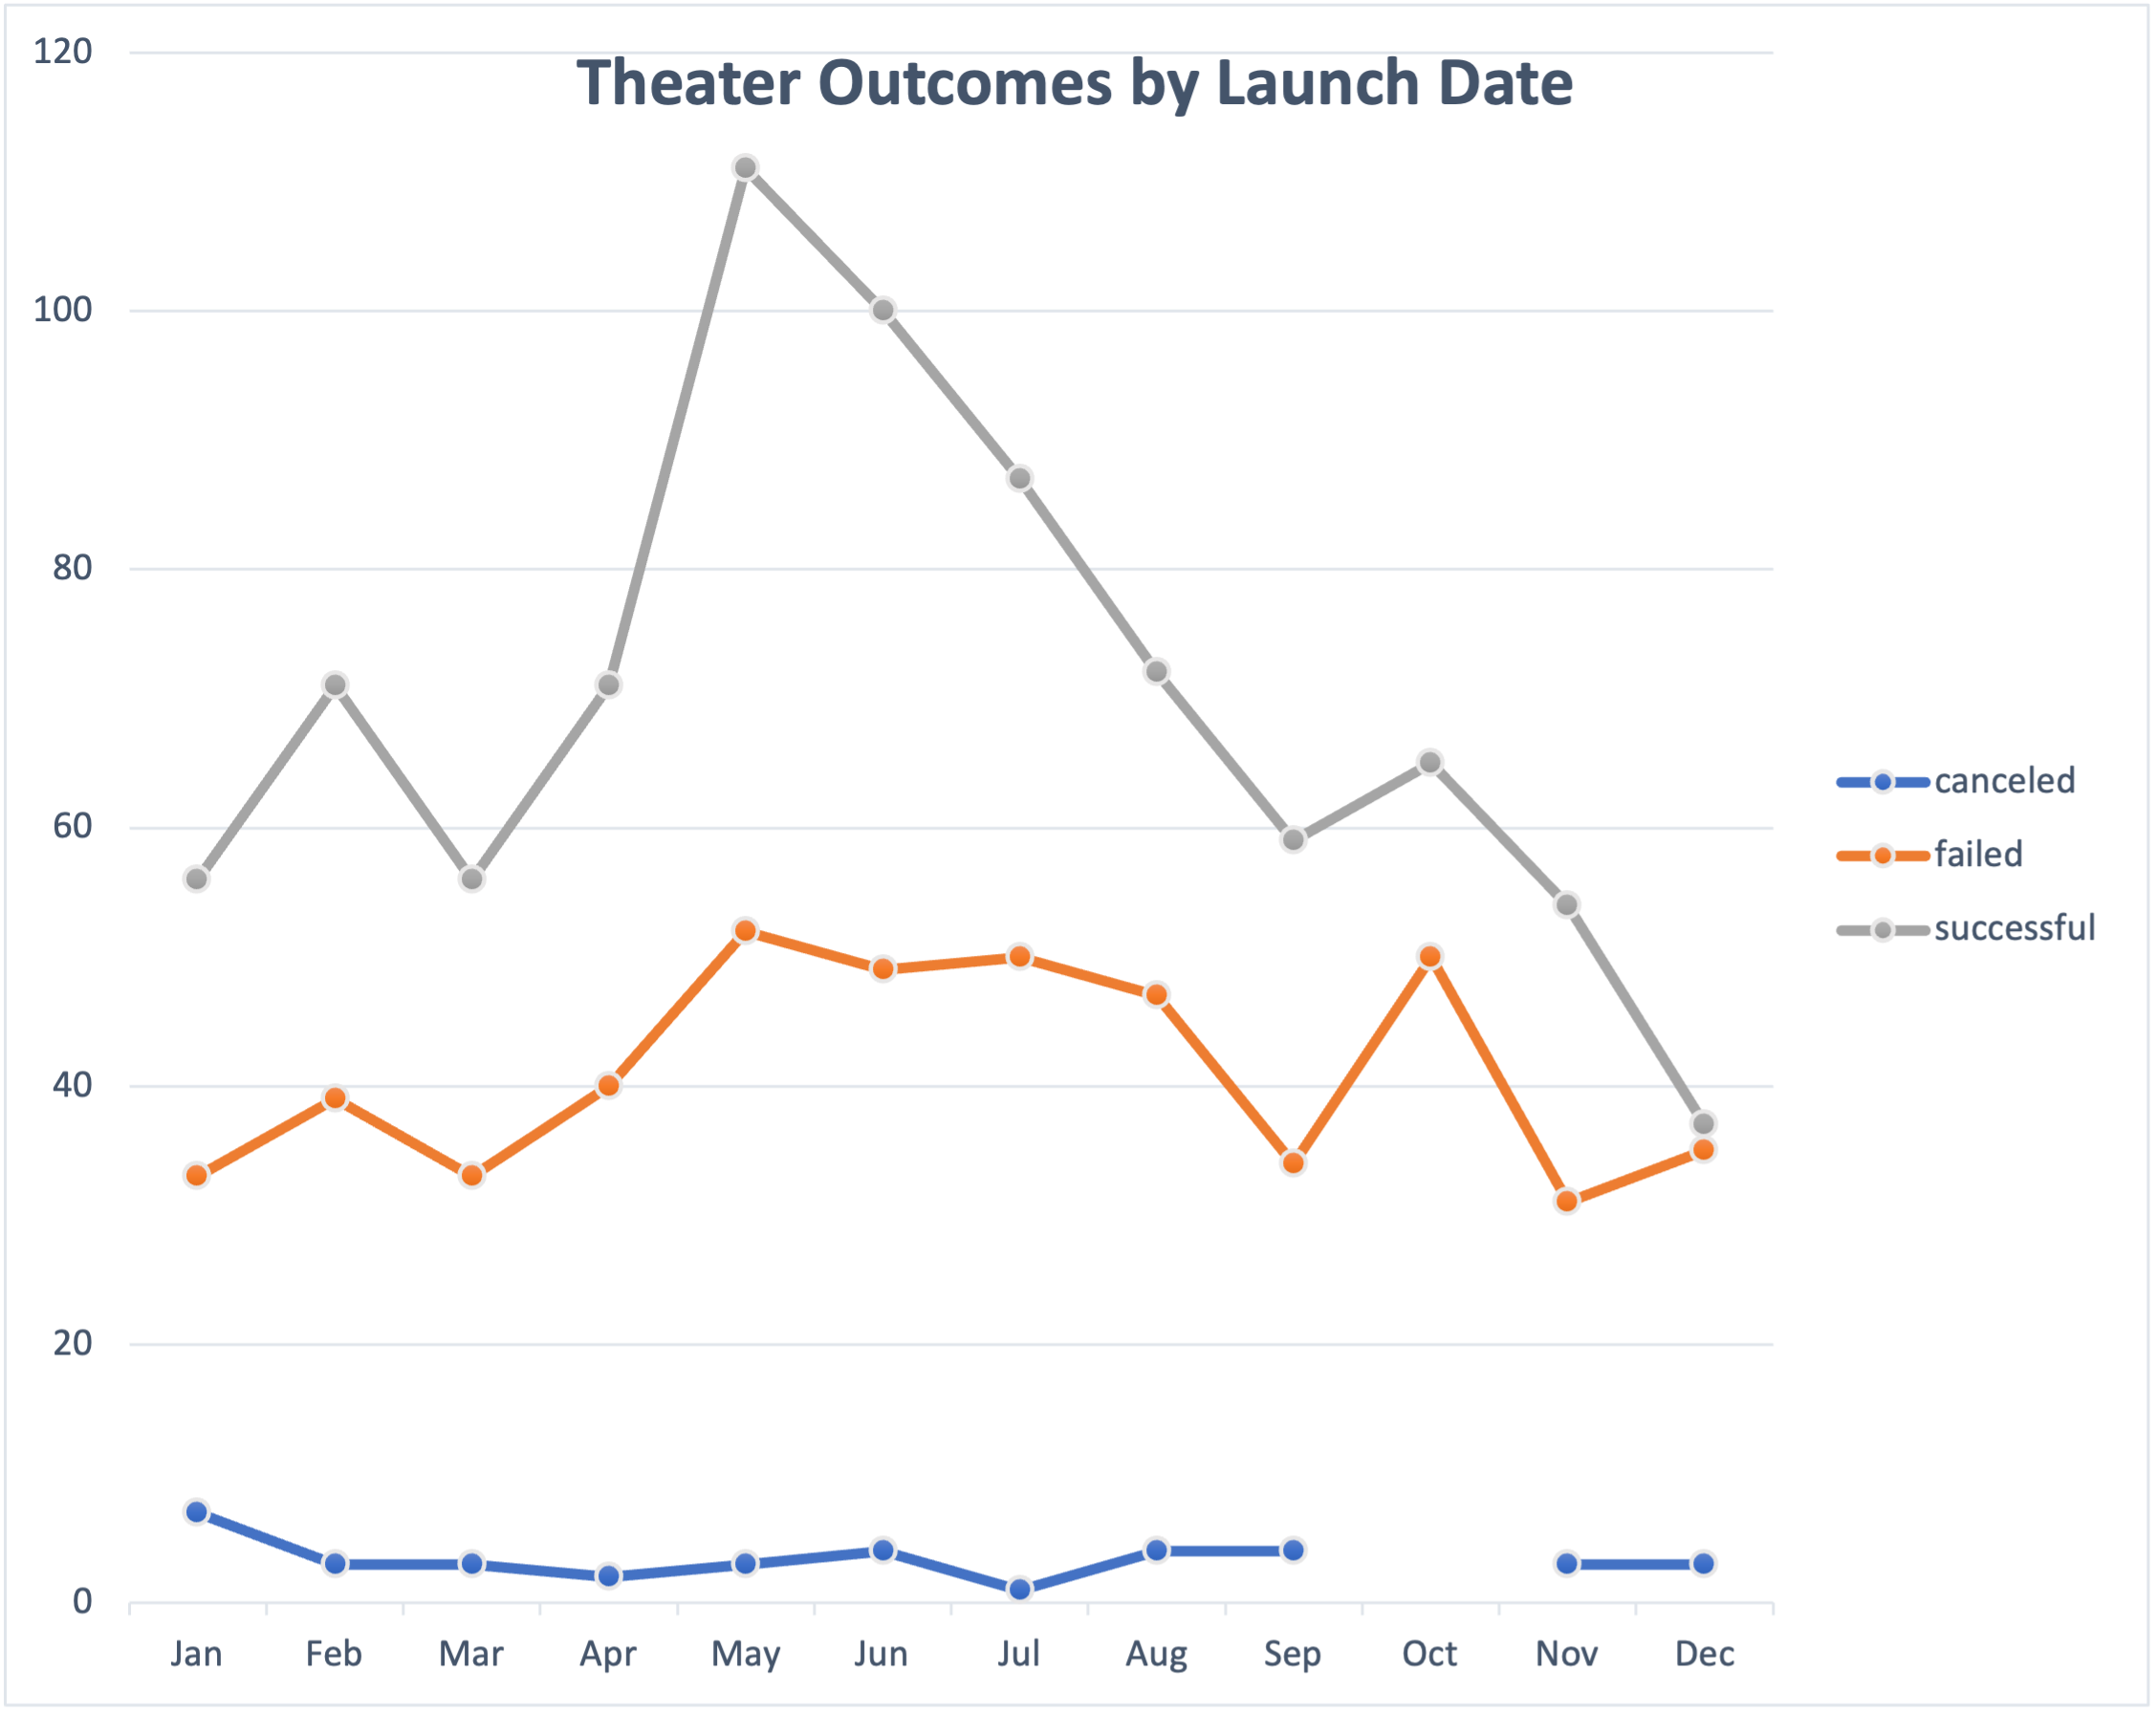 Theater Outcomes by Launch Date
120
100
80
60
40
20
0
Jan Feb Mar Apr May Jun Jul Aug Sep Oct Nov Dec
canceled
failed
successful